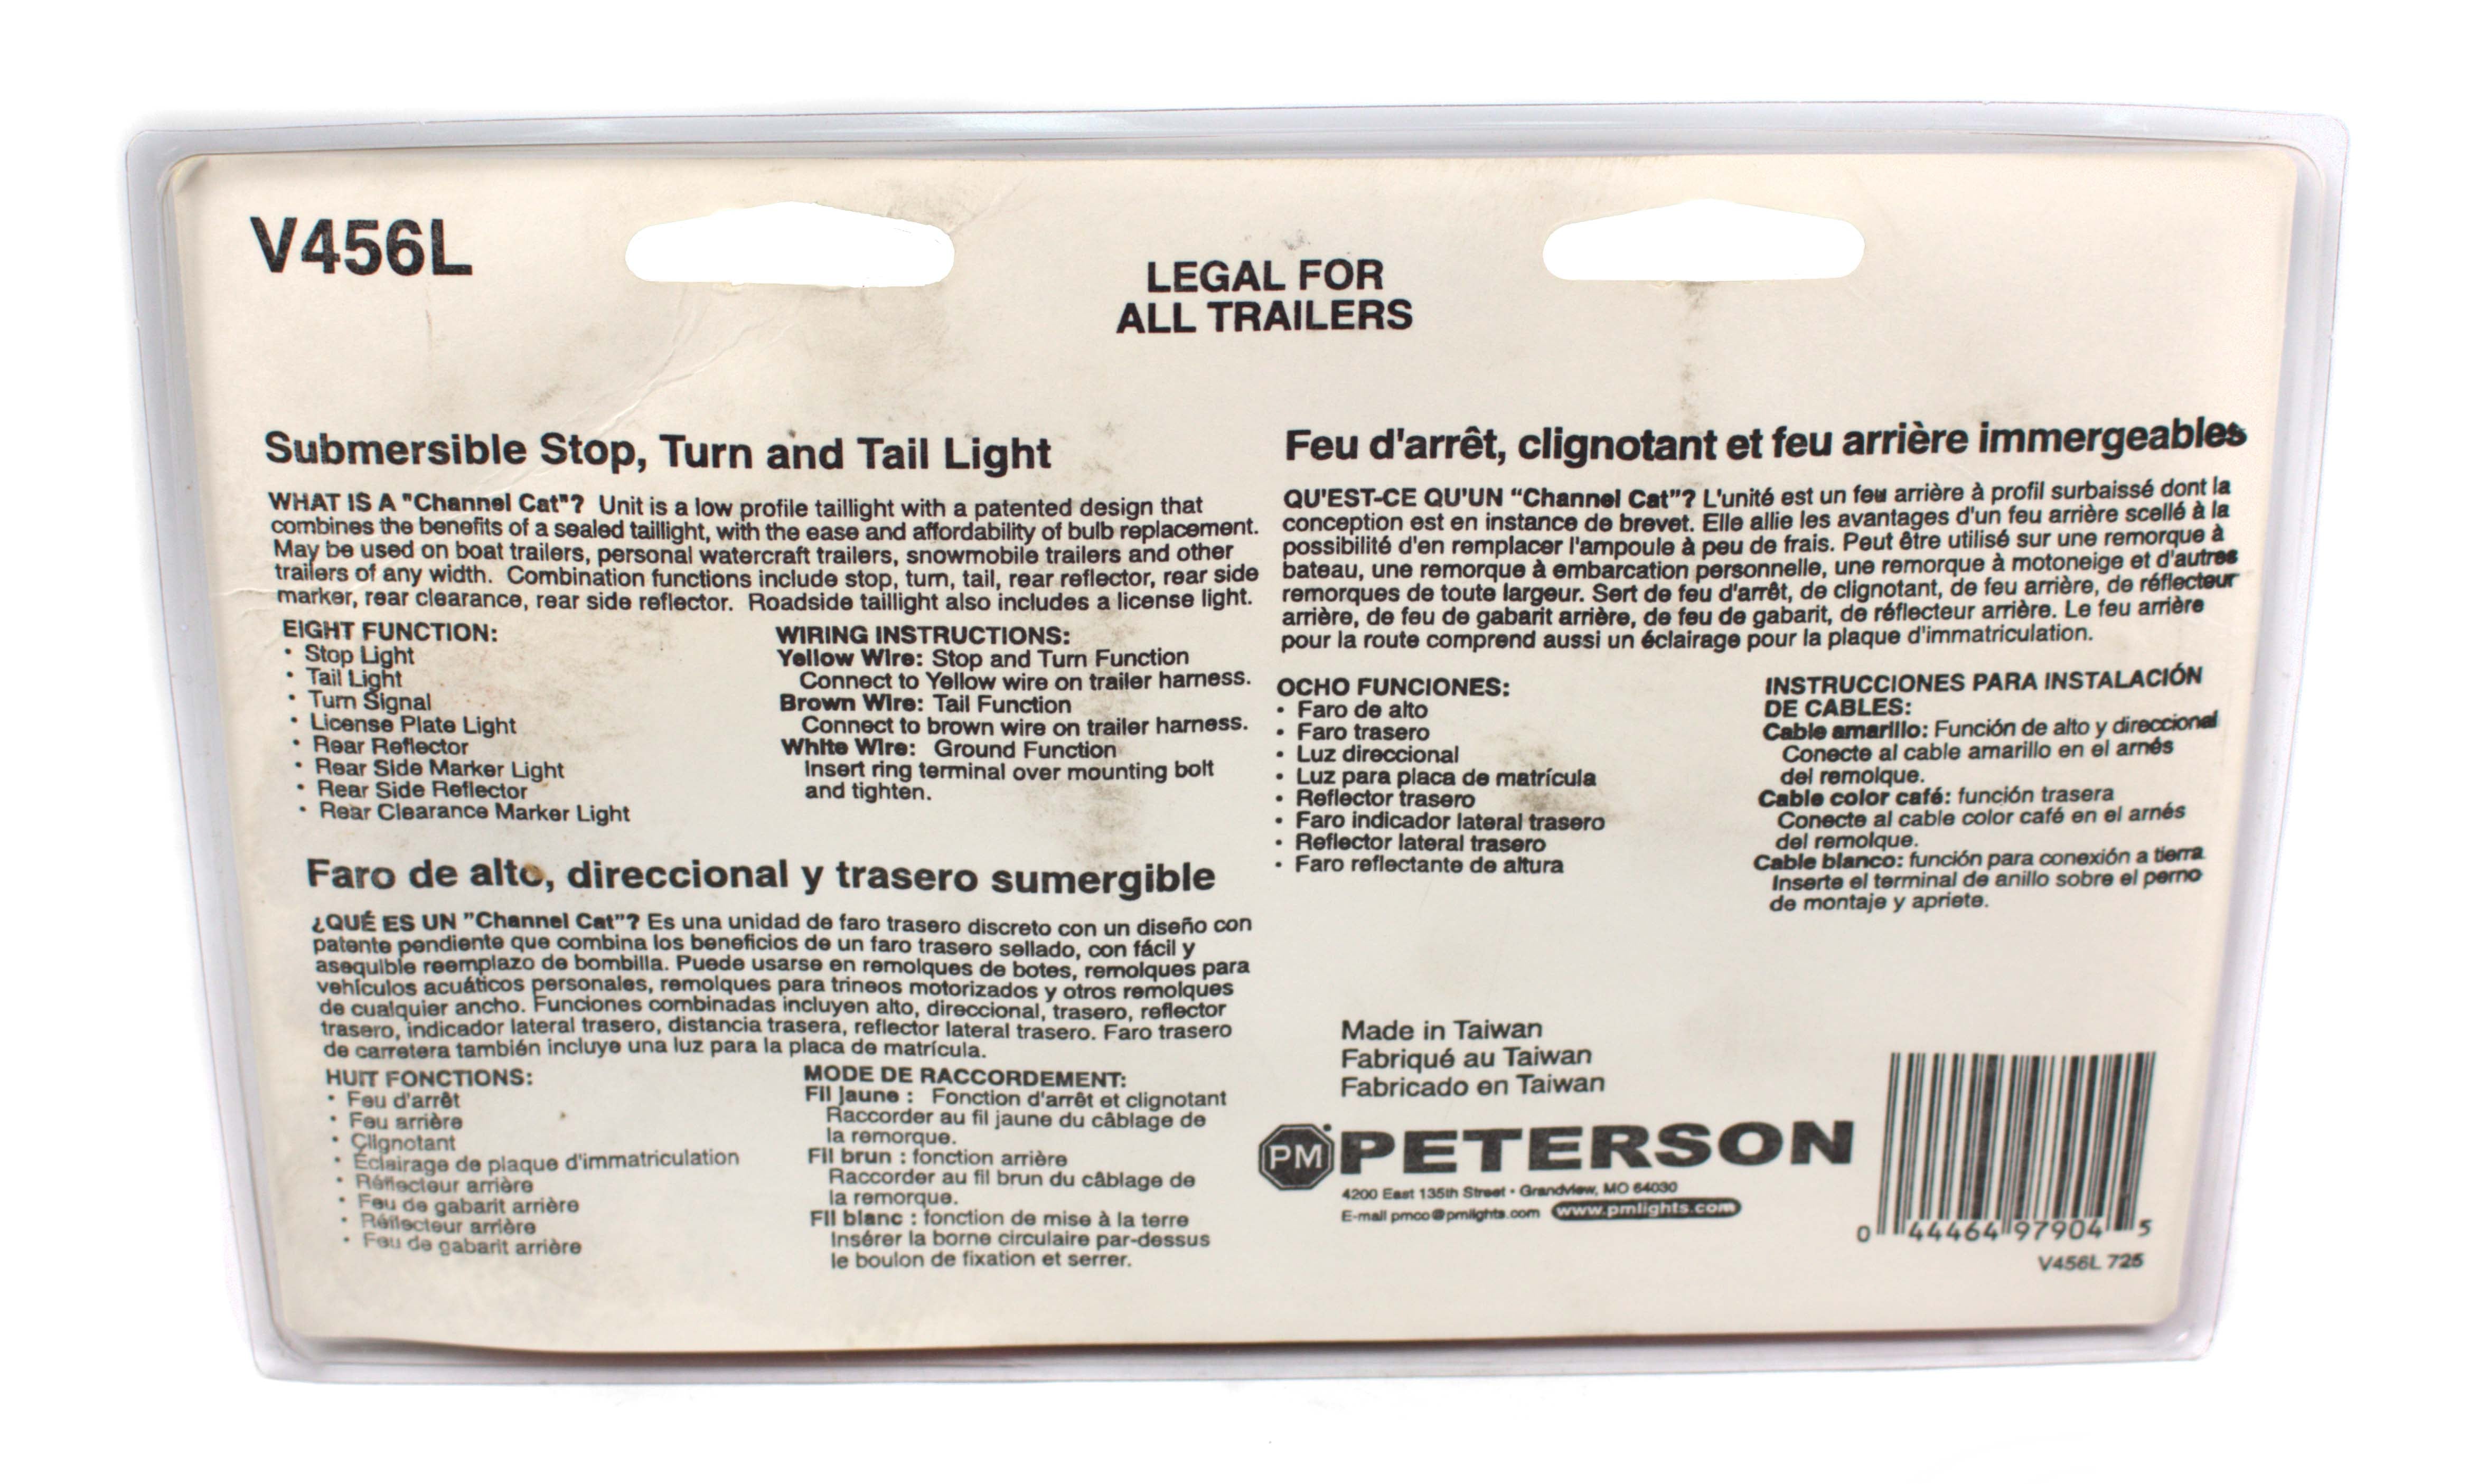 V456L
LEGAL FOR
ALL TRAILERS
Submersible Stop, Turn and Tail Light
WHAT IS A "Channel Cat"? Unit is a low profile taillight with a patented design that
combines the benefits of a sealed taillight, with the ease and affordability of bulb replacement.
May be used on boat trailers, personal watercraft trailers, snowmobile trailers and other
trailers of any width. Combination functions include stop, turn, tail, rear reflector, rear side
marker, rear clearance, rear side reflector. Roadside taillight also includes a license light.
EIGHT FUNCTION:
• Stop Light
• Tail Light
• Turn Signal
• License Plate Light
• Rear Reflector
• Rear Side Marker Light
• Rear Side Reflector
• Rear Clearance Marker Light
WIRING INSTRUCTIONS:
Yellow Wire: Stop and Turn Function
Connect to Yellow wire on trailer harness.
Brown Wire: Tail Function
Connect to brown wire on trailer harness.
White Wire: Ground Function
Insert ring terminal over mounting bolt
and tighten.
Faro de alto, direccional y trasero sumergible
¿QUÉ ES UN "Channel Cat"? Es una unidad de faro trasero discreto con un diseño con
patente pendiente que combina los beneficios de un faro trasero sellado, con fácil y
asequible reemplazo de bombilla. Puede usarse en remolques de botes, remolques para
vehículos acuáticos personales, remolques para trineos motorizados y otros remolques
de cualquier ancho. Funciones combinadas incluyen alto, direccional, trasero, reflector
trasero, indicador lateral trasero, distancia trasera, reflector lateral trasero. Faro trasero
de carretera también incluye una luz para la placa de matrícula.
HUIT FONCTIONS:
• Feu d'arrêt
• Feu arrière
• Clignotant
• Éclairage de plaque d'immatriculation
• Réflecteur arrière
• Feu de gabarit arrière
• Réflecteur arrière
• Feu de gabarit arrière
MODE DE RACCORDEMENT:
Fil jaune : Fonction d'arrêt et clignotant
Raccorder au fil jaune du câblage de
la remorque.
Fil brun : fonction arrière
Raccorder au fil brun du câblage de
la remorque.
Fil blanc : fonction de mise à la terre
Insérer la borne circulaire par-dessus
le boulon de fixation et serrer.
Feu d'arrêt, clignotant et feu arrière immergeables
QU'EST-CE QU'UN "Channel Cat"? L'unité est un feu arrière à profil surbaissé dont la
conception est en instance de brevet. Elle allie les avantages d'un feu arrière scellé à la
possibilité d'en remplacer l'ampoule à peu de frais. Peut être utilisé sur une remorque à
bateau, une remorque à embarcation personnelle, une remorque à motoneige et d'autres
remorques de toute largeur. Sert de feu d'arrêt, de clignotant, de feu arrière, de réflecteur
arrière, de feu de gabarit arrière, de feu de gabarit, de réflecteur arrière. Le feu arrière
pour la route comprend aussi un éclairage pour la plaque d'immatriculation.
OCHO FUNCIONES:
• Faro de alto
• Faro trasero
• Luz direccional
• Luz para placa de matrícula
• Reflector trasero
• Faro indicador lateral trasero
• Reflector lateral trasero
• Faro reflectante de altura
INSTRUCCIONES PARA INSTALACIÓN
DE CABLES:
Cable amarillo: Función de alto y direccional
Conecte al cable amarillo en el arnés
del remolque.
Cable color café: función trasera
Conecte al cable color café en el arnés
del remolque.
Cable blanco: función para conexión a tierra
Inserte el terminal de anillo sobre el perno
de montaje y apriete.
Made in Taiwan
Fabriqué au Taiwan
Fabricado en Taiwan
PM PETERSON
4200 East 135th Street • Grandview, MO 64030
E-mail pmco@pmlights.com www.pmlights.com
0 44464 97904 5
V456L 725